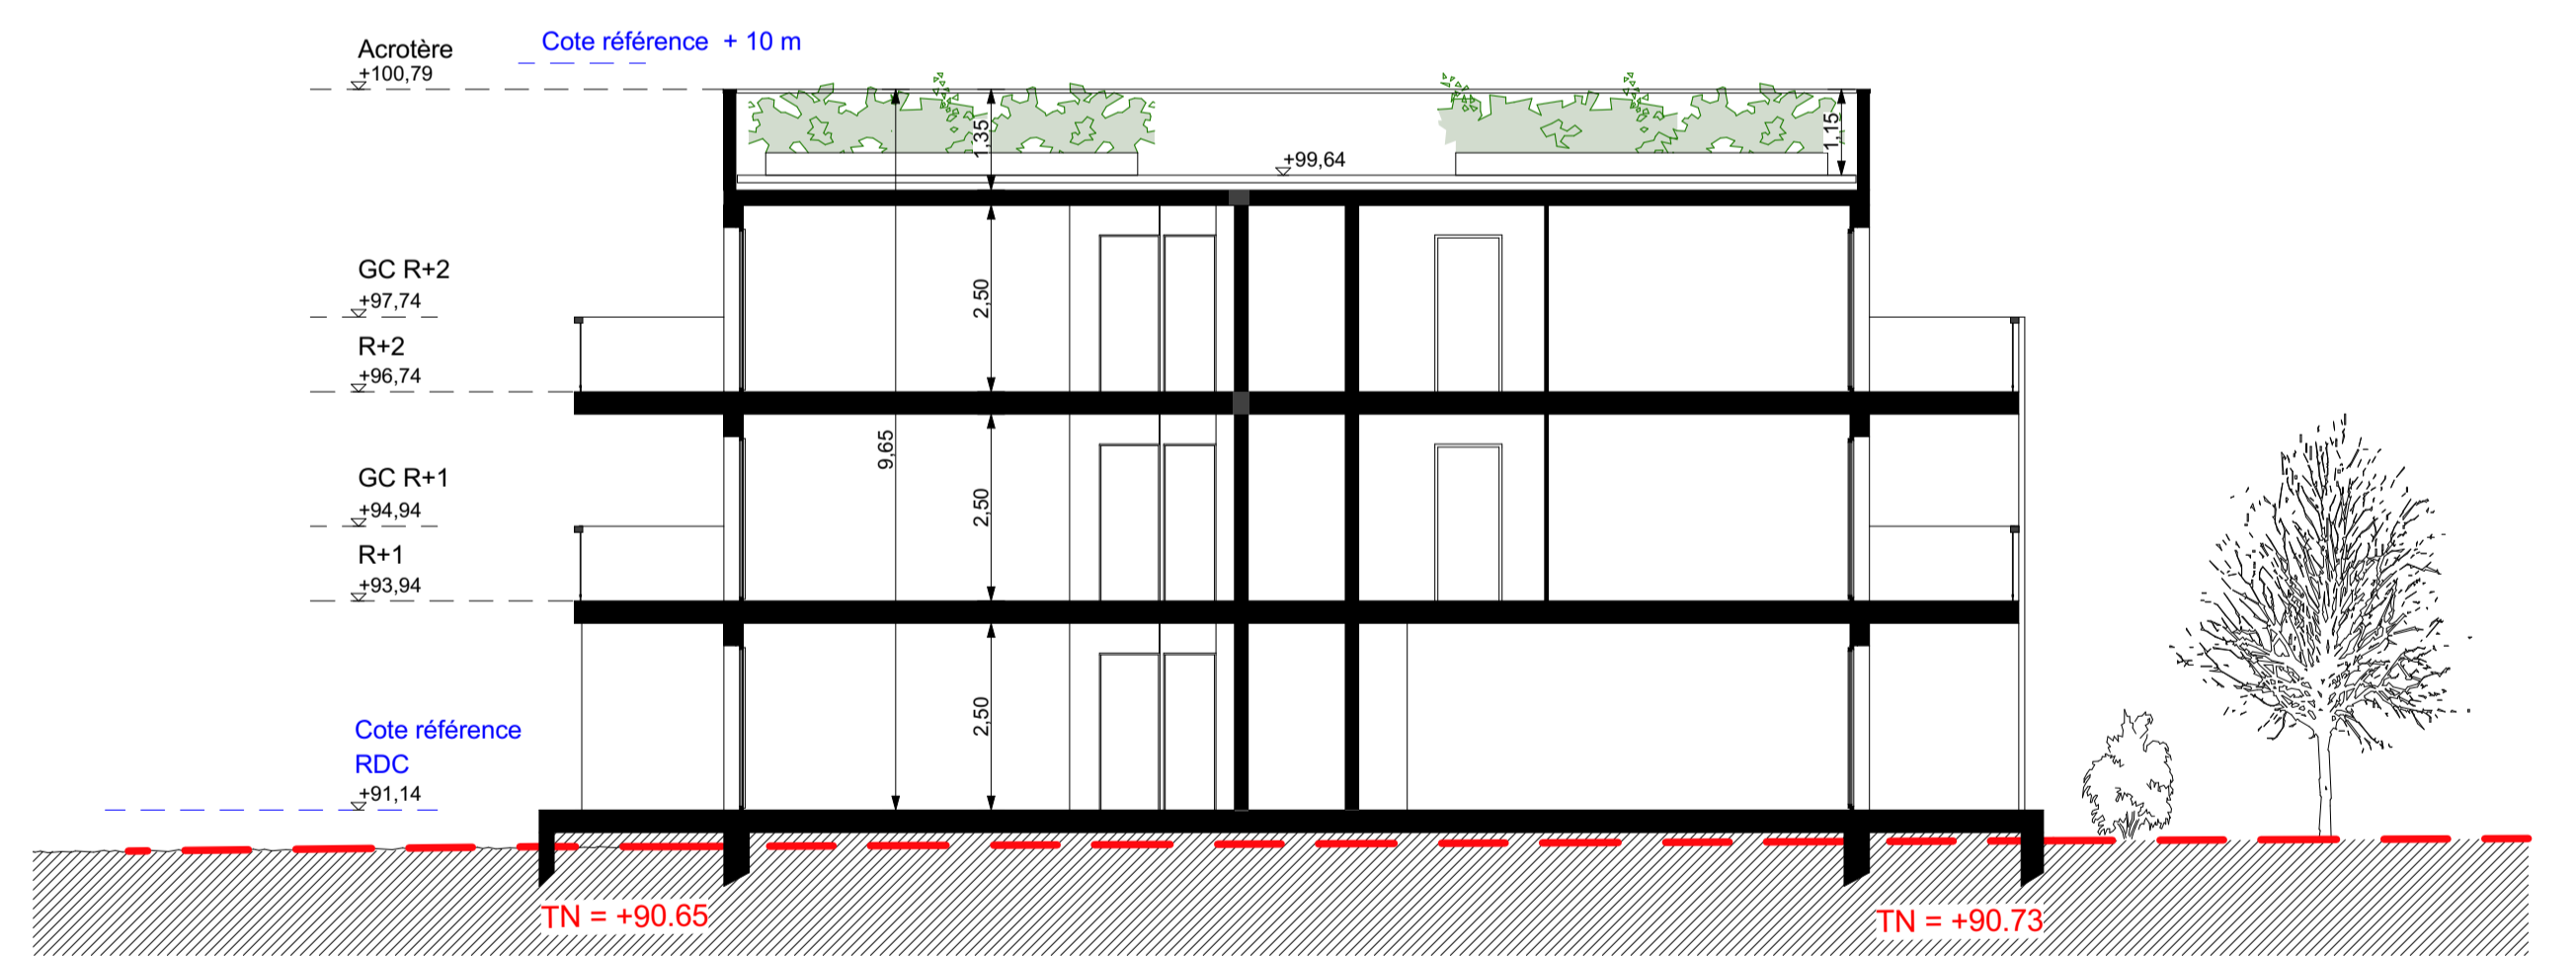 Cote référence + 10 m
Acrotère
+100,79
1,35
1,15
+99,64
GC R+2
+97,74
2,50
R+2
+96,74
9,65
GC R+1
+94,94
2,50
R+1
+93,94
2,50
Cote référence
RDC
+91,14
TN = +90.65
TN = +90.73